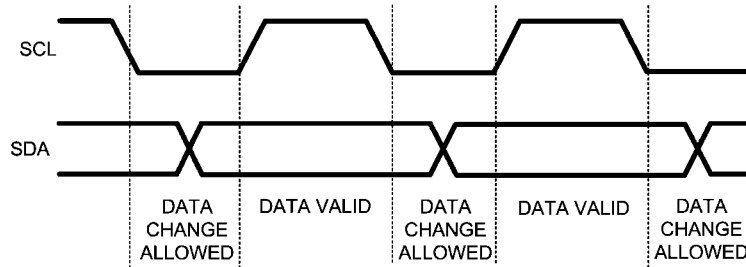 SCL
SDA
DATA
CHANGE
ALLOWED
DATA VALID
DATA
CHANGE
ALLOWED
DATA VALID
DATA
CHANGE
ALLOWED